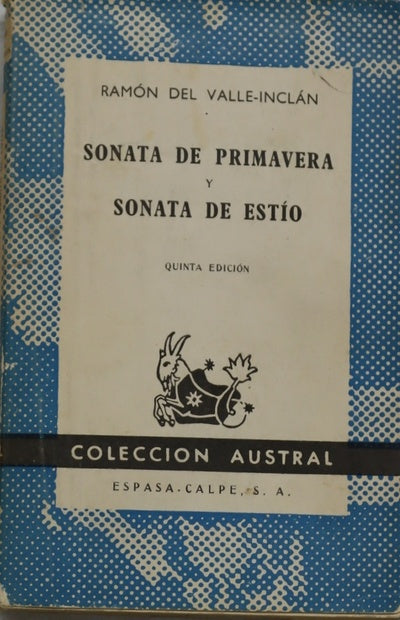 RAMÓN DEL VALLE-INCLÁN
SONATA DE PRIMAVERA
Y
SONATA DE ESTÍO
QUINTA EDICIÓN
COLECCION AUSTRAL
ESPASA-CALPE, S. A.